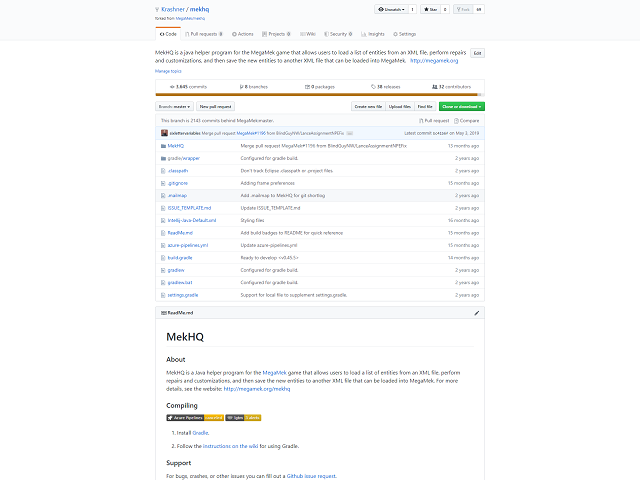 Krashner / mekhq
Unwatch 1 Star 0 Fork 69
forked from MegaMek/mekhq
Code Pull requests 0 Actions Projects 0 Wiki Security 0 Insights Settings
MekHQ is a java helper program for the MegaMek game that allows users to load a list of entities from an XML file, perform repairs Edit
and customizations, and then save the new entities to another XML file that can be loaded into MegaMek. http://megamek.org
Manage topics
3,645 commits 8 branches 0 packages 38 releases 32 contributors
Branch: master New pull request Create new file Upload files Find file Clone or download
This branch is 2143 commits behind MegaMek:master. Pull request Compare
Merge pull request MegaMek#1195 from BlindGuyNW/LanceAssignmentNPEFix Latest commit on May 2, 2019
MekHQ Merge pull request MegaMek#1195 from BlindGuyNW/LanceAssignmentNPEFix 13 months ago
gradle/wrapper Configured for gradle build. 2 years ago
.classpath Don't track Eclipse .classpath or .project files 2 years ago
.gitignore Adding frame preferences 15 months ago
.mailmap Add .mailmap to MekHQ for git shortlog 2 years ago
ISSUE_TEMPLATE.md Update ISSUE_TEMPLATE.md 2 years ago
Intellij-Java-Default.xml Styling files 16 months ago
ReadMe.md Add build badges to README for quick reference 15 months ago
azure-pipelines.yml Update azure-pipelines.yml 16 months ago
build.gradle Ready to develop <v0.45.5> 14 months ago
gradlew Configured for gradle build. 2 years ago
gradlew.bat Configured for gradle build. 2 years ago
settings.gradle Support for local file to supplement settings.gradle. 2 years ago
ReadMe.md
MekHQ
About
MekHQ is a Java helper program for the MegaMek game that allows users to load a list of entities from an XML file, perform
repairs and customizations, and then save the new entities to another XML file that can be loaded into MegaMek. For more
details, see the website: http://megamek.org/mekhq
Compiling
Azure Pipelines canceled lgtm
1. Install Gradle.
2. Follow the instructions on the wiki for using Gradle.
Support
For bugs, crashes, or other issues you can fill out a Github issue request.